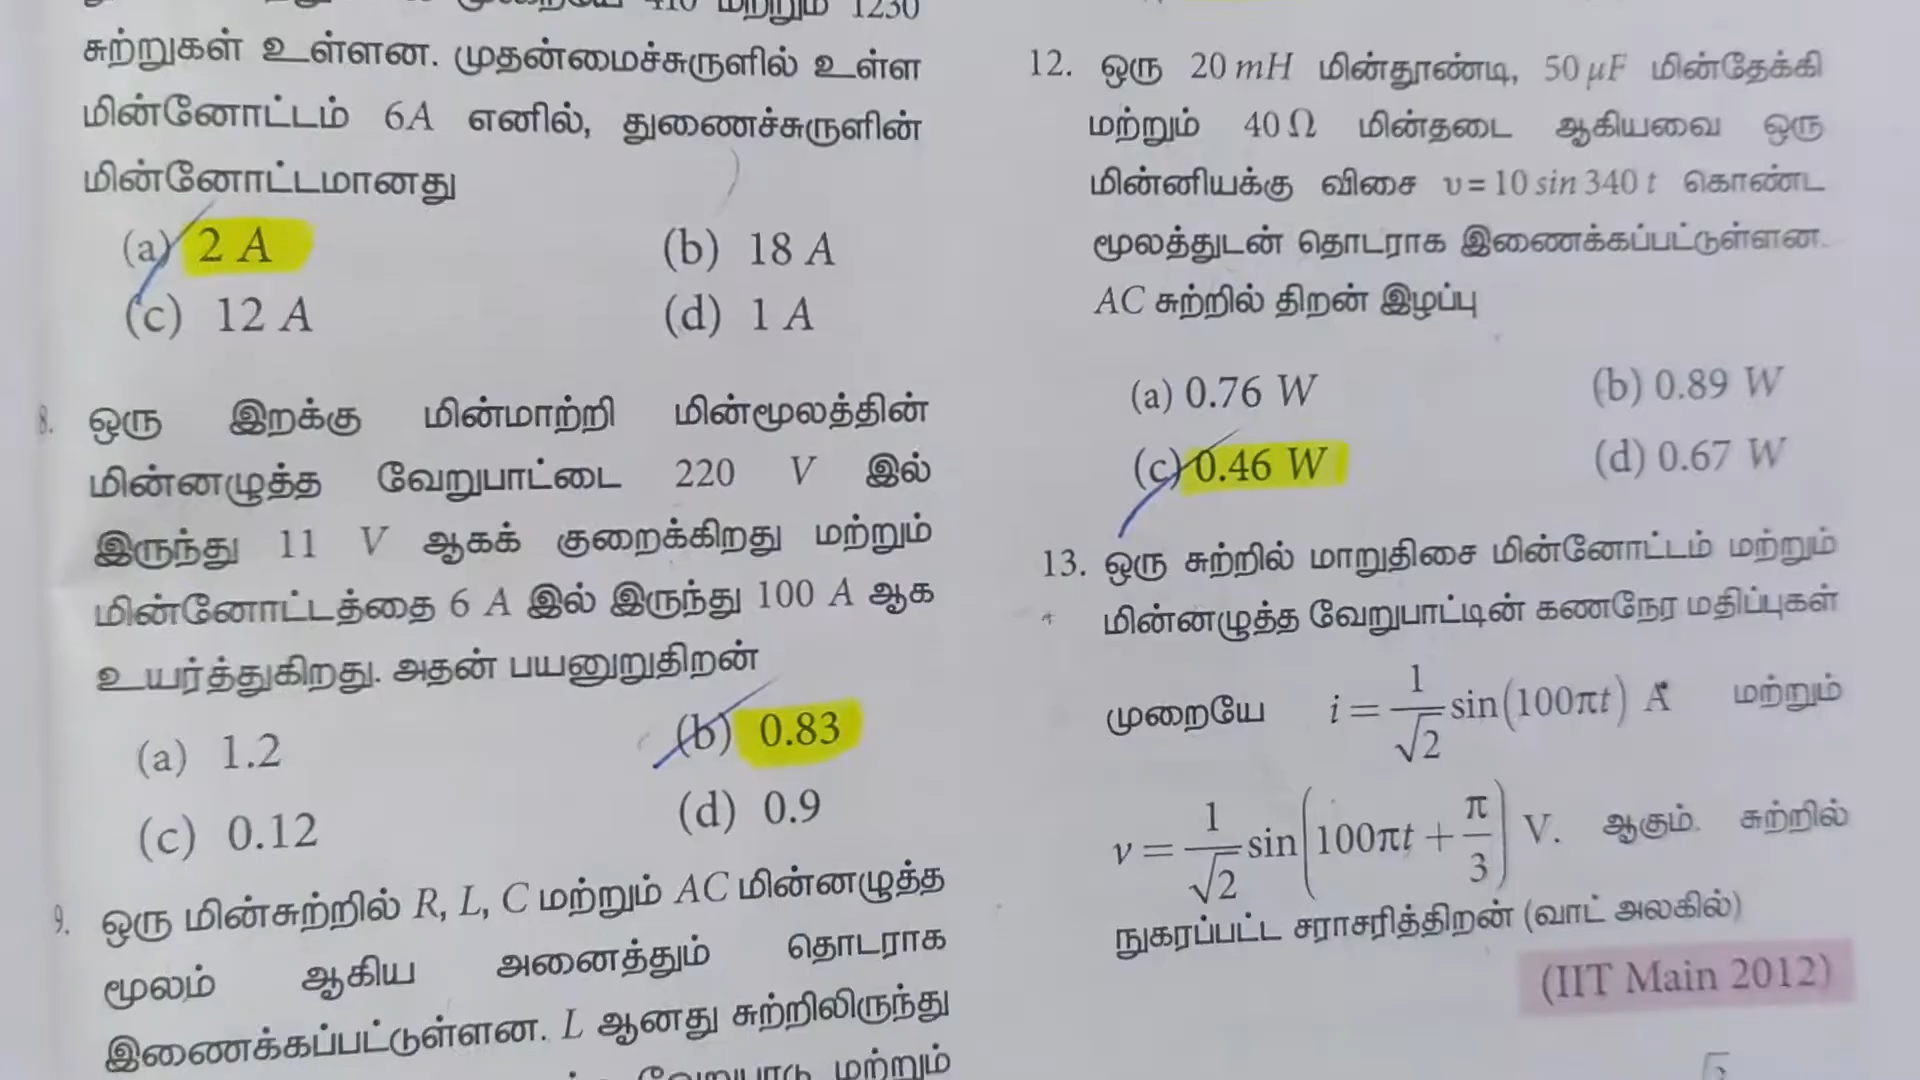 410 மற்றும் 1230
சுற்றுகள் உள்ளன. முதன்மைச்சுருளில் உள்ள
மின்னோட்டம் 6A எனில், துணைச்சுருளின்
மின்னோட்டமானது
(a) 2 A (b) 18 A
(c) 12 A (d) 1 A
8. ஒரு இறக்கு மின்மாற்றி மின்மூலத்தின்
மின்னழுத்த வேறுபாட்டை 220 V இல்
இருந்து 11 V ஆகக் குறைக்கிறது மற்றும்
மின்னோட்டத்தை 6 A இல் இருந்து 100 A ஆக
உயர்த்துகிறது. அதன் பயனுறுதிறன்
(a) 1.2 (b) 0.83
(c) 0.12 (d) 0.9
9. ஒரு மின்சுற்றில் R, L, C மற்றும் AC மின்னழுத்த
மூலம் ஆகிய அனைத்தும் தொடராக
இணைக்கப்பட்டுள்ளன. L ஆனது சுற்றிலிருந்து
வேறுபாடு மற்றும்
12. ஒரு 20 mH மின்தூண்டி, 50 μF மின்தேக்கி
மற்றும் 40 Ω மின்தடை ஆகியவை ஒரு
மின்னியக்கு விசை υ = 10 sin 340 t கொண்ட
மூலத்துடன் தொடராக இணைக்கப்பட்டுள்ளன.
AC சுற்றில் திறன் இழப்பு
(a) 0.76 W (b) 0.89 W
(c) 0.46 W (d) 0.67 W
13. ஒரு சுற்றில் மாறுதிசை மின்னோட்டம் மற்றும்
மின்னழுத்த வேறுபாட்டின் கணநேர மதிப்புகள்
முறையே i = 1/√2 sin(100πt) A மற்றும்
v = 1/√2 sin(100πt + π/3) V. ஆகும். சுற்றில்
நுகரப்பட்ட சராசரித்திறன் (வாட் அலகில்)
(IIT Main 2012)